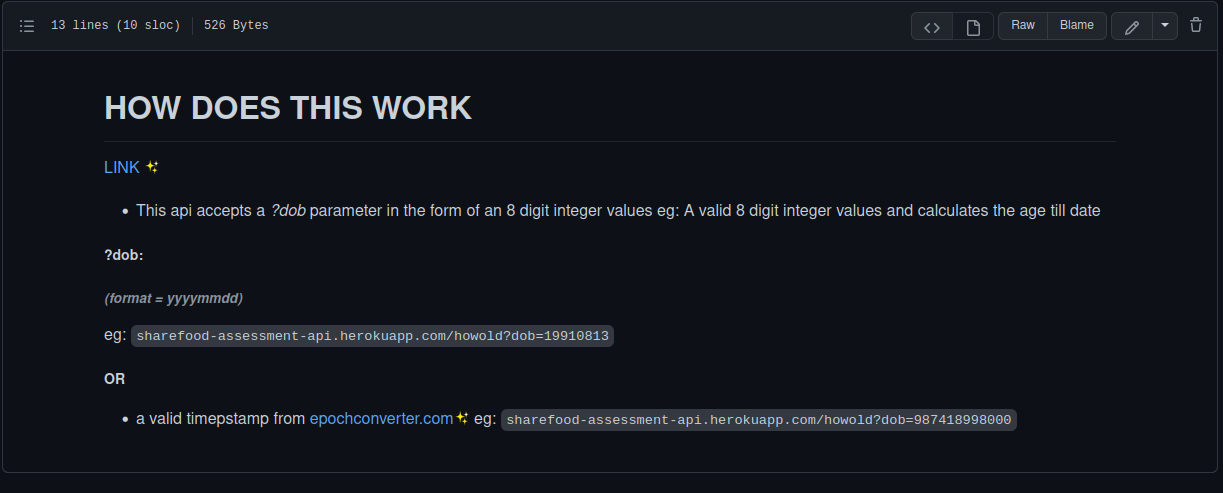 13 lines (10 sloc) 526 Bytes Raw Blame
HOW DOES THIS WORK
LINK ✨
• This api accepts a ?dob parameter in the form of an 8 digit integer values eg: A valid 8 digit integer values and calculates the age till date
?dob:
(format = yyyymmdd)
eg: sharefood-assessment-api.herokuapp.com/howold?dob=19910813
OR
• a valid timepstamp from epochconverter.com✨ eg: sharefood-assessment-api.herokuapp.com/howold?dob=987418998000